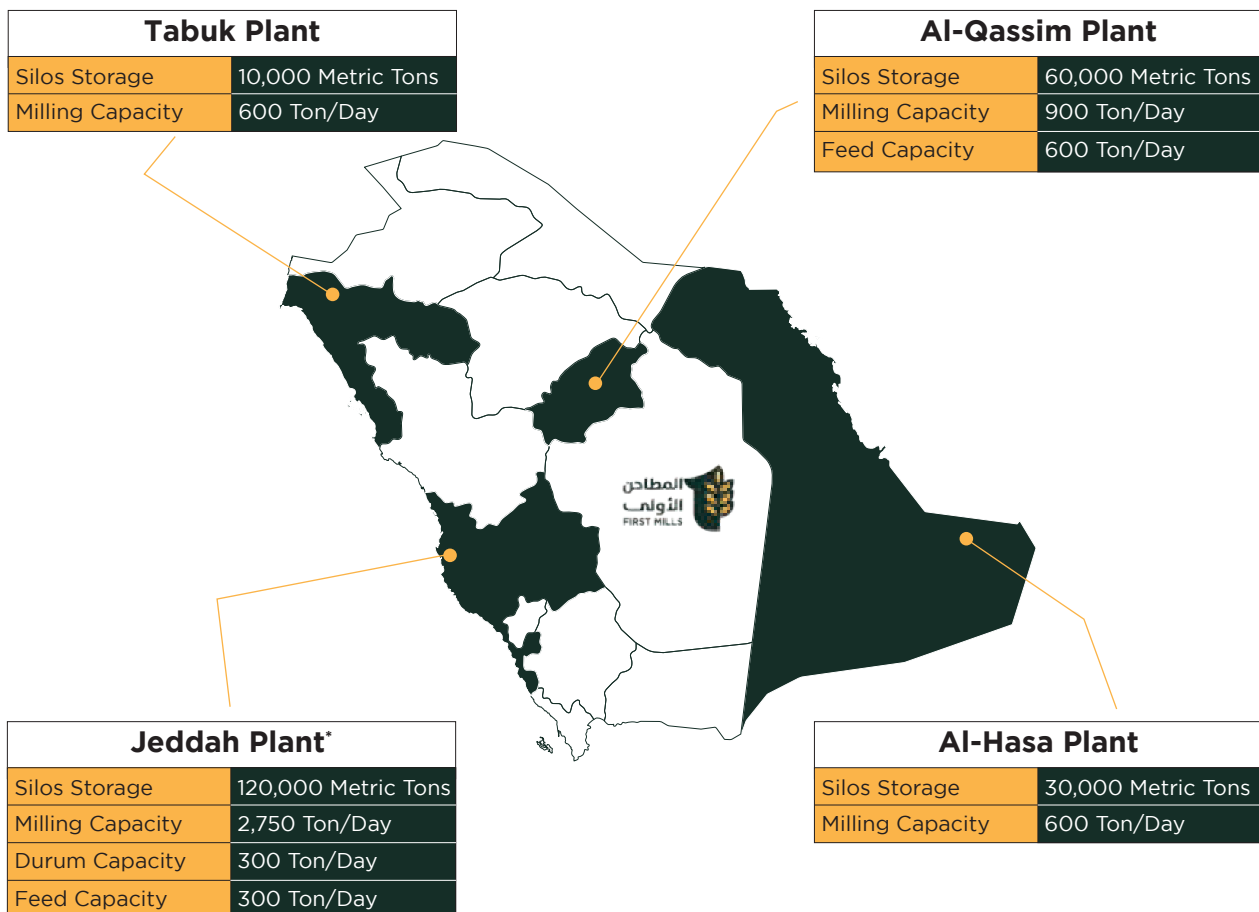 Tabuk Plant
Silos Storage 10,000 Metric Tons
Milling Capacity 600 Ton/Day
Al-Qassim Plant
Silos Storage 60,000 Metric Tons
Milling Capacity 900 Ton/Day
Feed Capacity 600 Ton/Day
المطاحن
الأولى
FIRST MILLS
Jeddah Plant*
Silos Storage 120,000 Metric Tons
Milling Capacity 2,750 Ton/Day
Durum Capacity 300 Ton/Day
Feed Capacity 300 Ton/Day
Al-Hasa Plant
Silos Storage 30,000 Metric Tons
Milling Capacity 600 Ton/Day